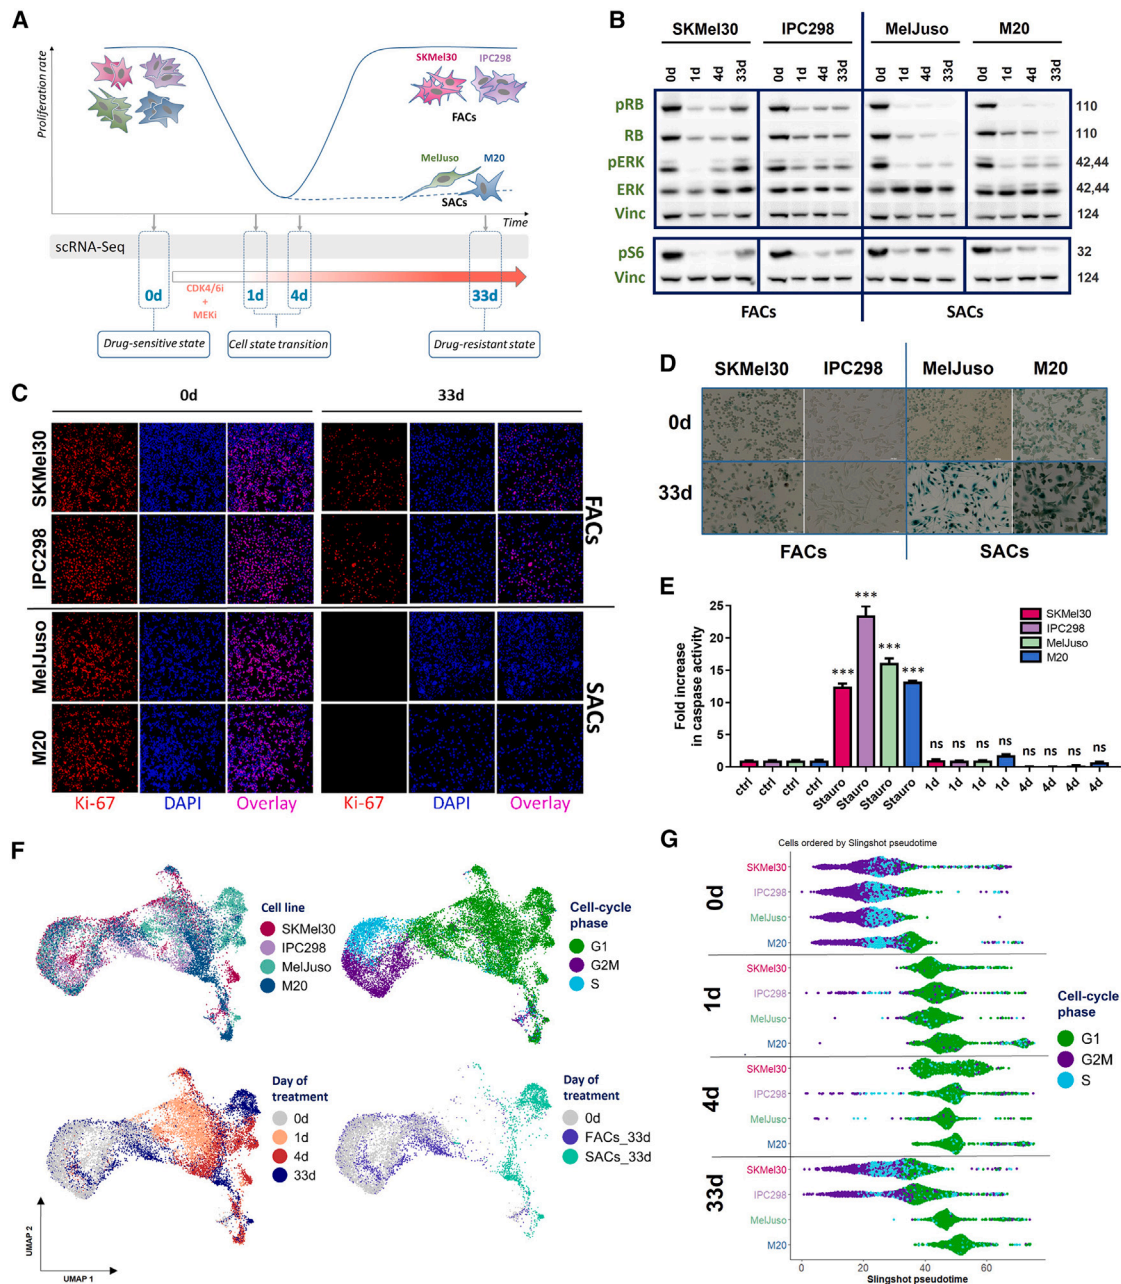 A
Proliferation rate
SKMel30
IPC298
FACs
MelJuso
M20
SACs
Time
scRNA-Seq
0d
CDK4/6i
+
MEKi
1d
4d
33d
Drug-sensitive state
Cell state transition
Drug-resistant state
B
SKMel30 IPC298 MelJuso M20
0d 1d 4d 33d 0d 1d 4d 33d 0d 1d 4d 33d 0d 1d 4d 33d
pRB 110
RB 110
pERK 42,44
ERK 42,44
Vinc 124
pS6 32
Vinc 124
FACs SACs
C
0d 33d
SKMel30
IPC298
FACs
MelJuso
M20
SACs
Ki-67 DAPI Overlay Ki-67 DAPI Overlay
D
SKMel30 IPC298 MelJuso M20
0d
33d
FACs SACs
E
Fold increase
in caspase activity
25
20
15
10
5
0
*** *** *** *** ns ns ns ns ns ns ns ns
SKMel30
IPC298
MelJuso
M20
ctrl ctrl ctrl ctrl Stauro Stauro Stauro Stauro 1d 1d 1d 1d 4d 4d 4d 4d
F
Cell line
SKMel30
IPC298
MelJuso
M20
Cell-cycle
phase
G1
G2M
S
Day of
treatment
0d
1d
4d
33d
Day of
treatment
0d
FACs_33d
SACs_33d
UMAP 2
UMAP 1
G
Cells ordered by Slingshot pseudotime
0d
SKMel30
IPC298
MelJuso
M20
1d
SKMel30
IPC298
MelJuso
M20
4d
SKMel30
IPC298
MelJuso
M20
33d
SKMel30
IPC298
MelJuso
M20
0 20 40 60
Slingshot pseudotime
Cell-cycle
phase
G1
G2M
S